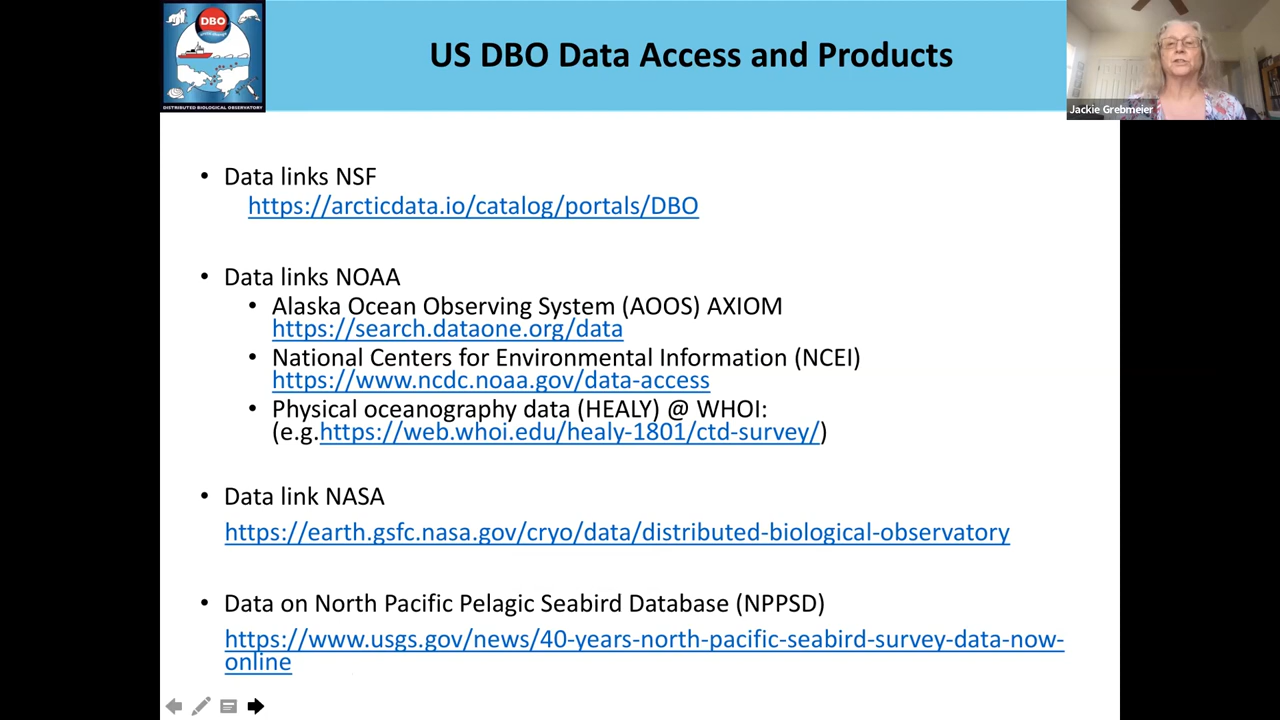 DBO
DISTRIBUTED BIOLOGICAL OBSERVATORY
US DBO Data Access and Products
Jackie Grebmeier
• Data links NSF
https://arcticdata.io/catalog/portals/DBO
• Data links NOAA
• Alaska Ocean Observing System (AOOS) AXIOM
https://search.dataone.org/data
• National Centers for Environmental Information (NCEI)
https://www.ncdc.noaa.gov/data-access
• Physical oceanography data (HEALY) @ WHOI:
(e.g.https://web.whoi.edu/healy-1801/ctd-survey/)
• Data link NASA
https://earth.gsfc.nasa.gov/cryo/data/distributed-biological-observatory
• Data on North Pacific Pelagic Seabird Database (NPPSD)
https://www.usgs.gov/news/40-years-north-pacific-seabird-survey-data-now-
online